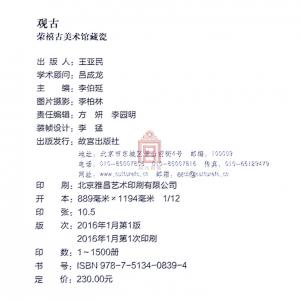 观古
荣禧古美术馆藏瓷
出 版 人：王亚民
学术顾问：吕成龙
主　　编：李伯延
图片摄影：李柏林
责任编辑：方　妍　李园明
装帧设计：李　猛
出版发行：故宫出版社
地址：北京市东城区景山前街4号　邮编：100009
电话：010-85007808　010-85007816　传真：010-65129479
印　　刷：北京雅昌艺术印刷有限公司
开　　本：889毫米×1194毫米　1/12
印　　张：10.5
版　　次：2016年1月第1版
2016年1月第1次印刷
印　　数：1～1500册
书　　号：ISBN 978-7-5134-0839-4
定　　价：230.00元